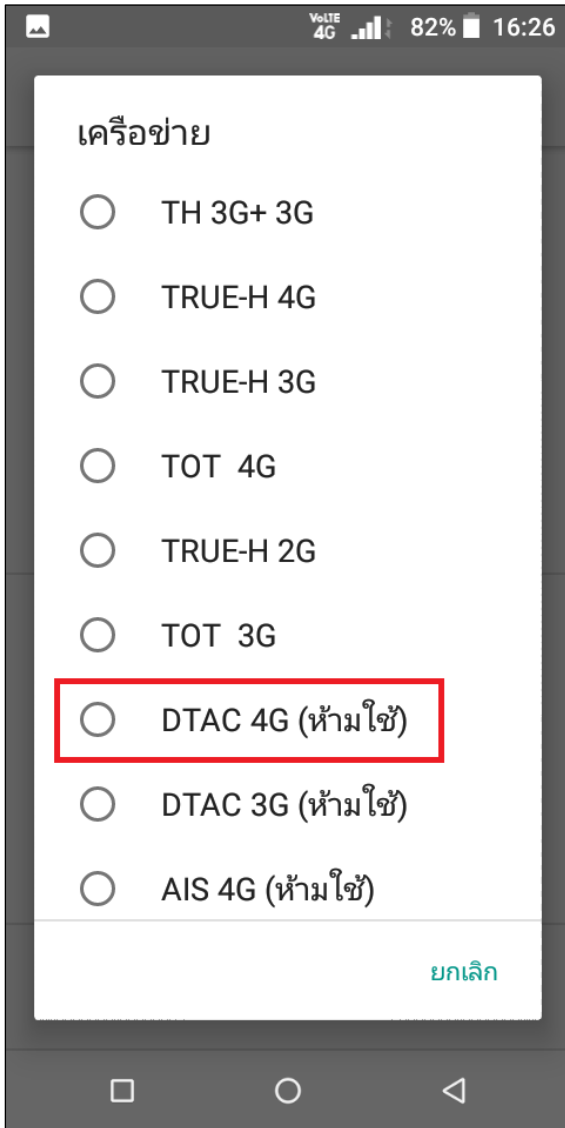 VoLTE
4G 82% 16:26
เครือข่าย
TH 3G+ 3G
TRUE-H 4G
TRUE-H 3G
TOT 4G
TRUE-H 2G
TOT 3G
DTAC 4G (ห้ามใช้)
DTAC 3G (ห้ามใช้)
AIS 4G (ห้ามใช้)
ยกเลิก